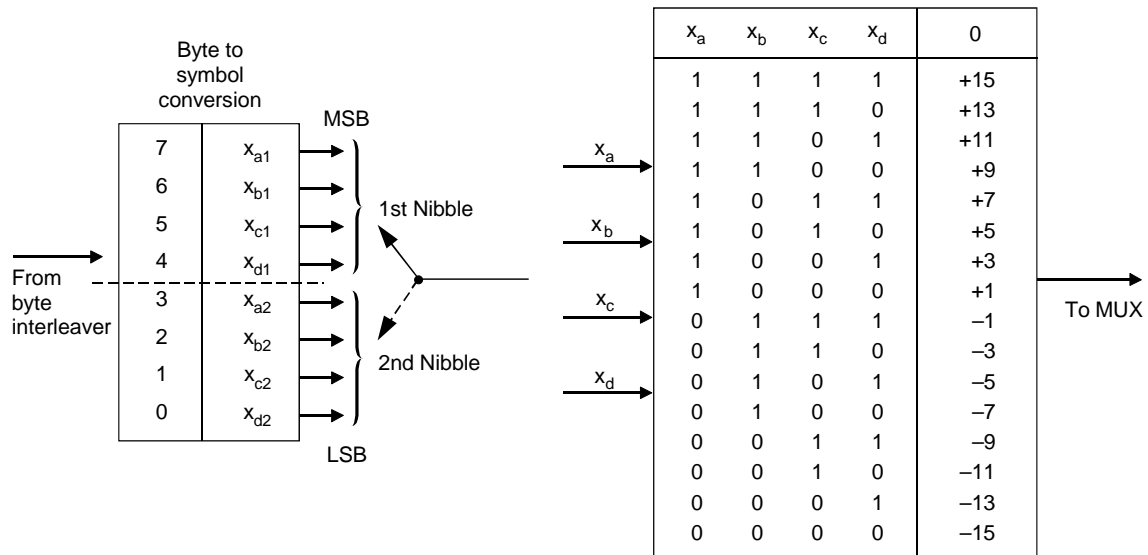 Byte to
symbol
conversion
MSB
7 x_a1
6 x_b1
5 x_c1
4 x_d1
3 x_a2
2 x_b2
1 x_c2
0 x_d2
LSB
1st Nibble
2nd Nibble
From
byte
interleaver
x_a
x_b
x_c
x_d
x_a x_b x_c x_d 0
1 1 1 1 +15
1 1 1 0 +13
1 1 0 1 +11
1 1 0 0 +9
1 0 1 1 +7
1 0 1 0 +5
1 0 0 1 +3
1 0 0 0 +1
0 1 1 1 –1
0 1 1 0 –3
0 1 0 1 –5
0 1 0 0 –7
0 0 1 1 –9
0 0 1 0 –11
0 0 0 1 –13
0 0 0 0 –15
To MUX